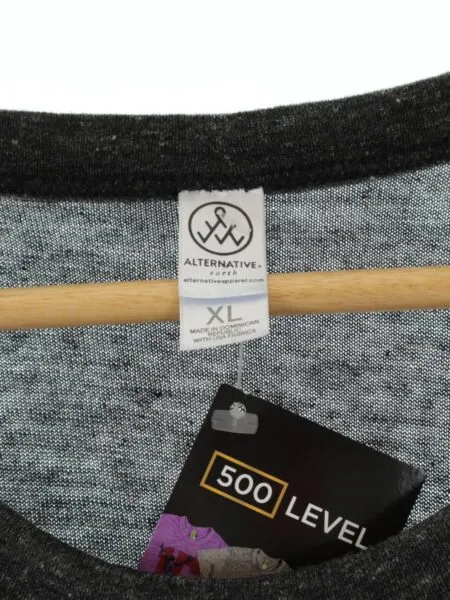 ALTERNATIVE
earth
alternativeapparel.com
XL
MADE IN DOMINICAN
REPUBLIC
WITH USA FABRICS
500 LEVEL